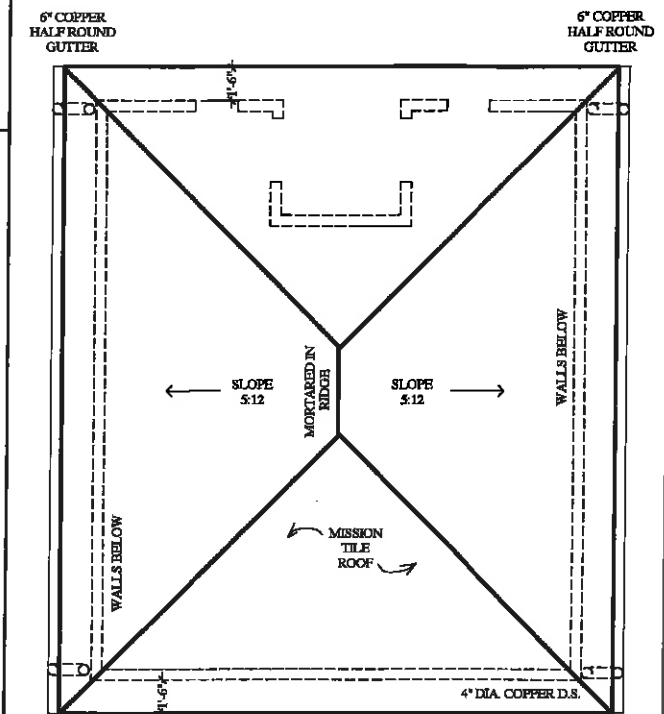 6" COPPER
HALF ROUND
GUTTER
6" COPPER
HALF ROUND
GUTTER
1'-6"
MORTARED IN
RIDGE
SLOPE
5:12
SLOPE
5:12
WALLS BELOW
WALLS BELOW
MISSION
TILE
ROOF
1'-6"
4" DIA. COPPER D.S.